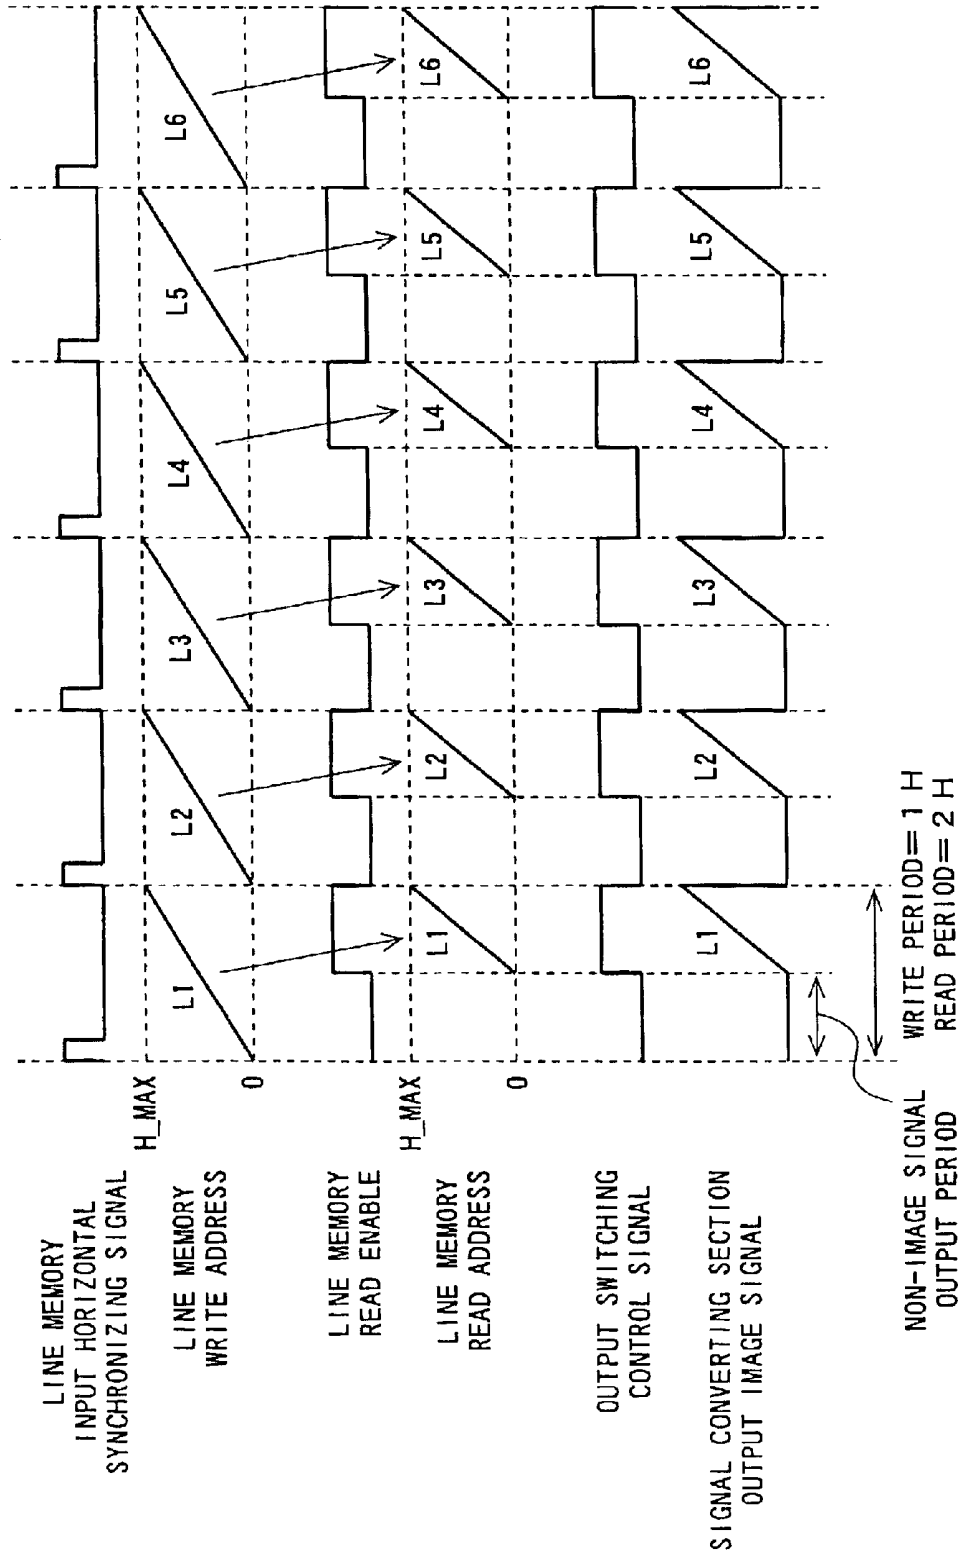 LINE MEMORY
INPUT HORIZONTAL
SYNCHRONIZING SIGNAL
H_MAX
LINE MEMORY
WRITE ADDRESS
0
L1
L2
L3
L4
L5
L6
LINE MEMORY
READ ENABLE
H_MAX
LINE MEMORY
READ ADDRESS
0
L1
L2
L3
L4
L5
L6
OUTPUT SWITCHING
CONTROL SIGNAL
SIGNAL CONVERTING SECTION
OUTPUT IMAGE SIGNAL
L1
L2
L3
L4
L5
L6
NON-IMAGE SIGNAL
OUTPUT PERIOD
WRITE PERIOD=1H
READ PERIOD=2H